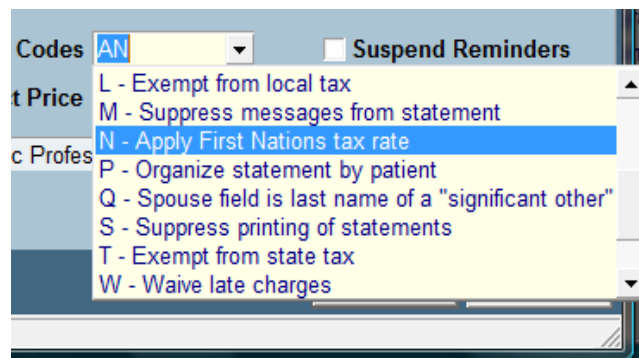 Codes AN Suspend Reminders
t Price
L - Exempt from local tax
M - Suppress messages from statement
N - Apply First Nations tax rate
c Profes
P - Organize statement by patient
Q - Spouse field is last name of a "significant other"
S - Suppress printing of statements
T - Exempt from state tax
W - Waive late charges